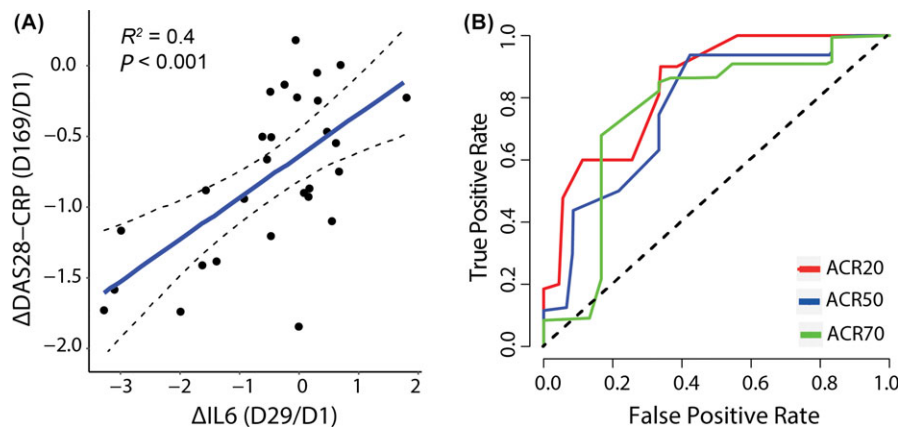 (A)
R² = 0.4
P < 0.001
ΔDAS28−CRP (D169/D1)
0.0
−0.5
−1.0
−1.5
−2.0
−3 −2 −1 0 1 2
ΔIL6 (D29/D1)
(B)
True Positive Rate
1.0
0.8
0.6
0.4
0.2
0.0
ACR20
ACR50
ACR70
0.0 0.2 0.4 0.6 0.8 1.0
False Positive Rate